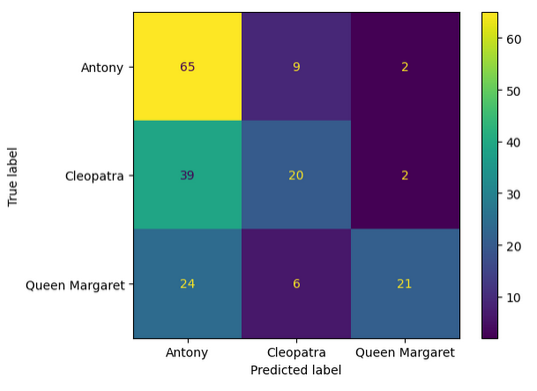 Antony 65 9 2
Cleopatra 39 20 2
Queen Margaret 24 6 21
Antony Cleopatra Queen Margaret
Predicted label
True label
60
50
40
30
20
10